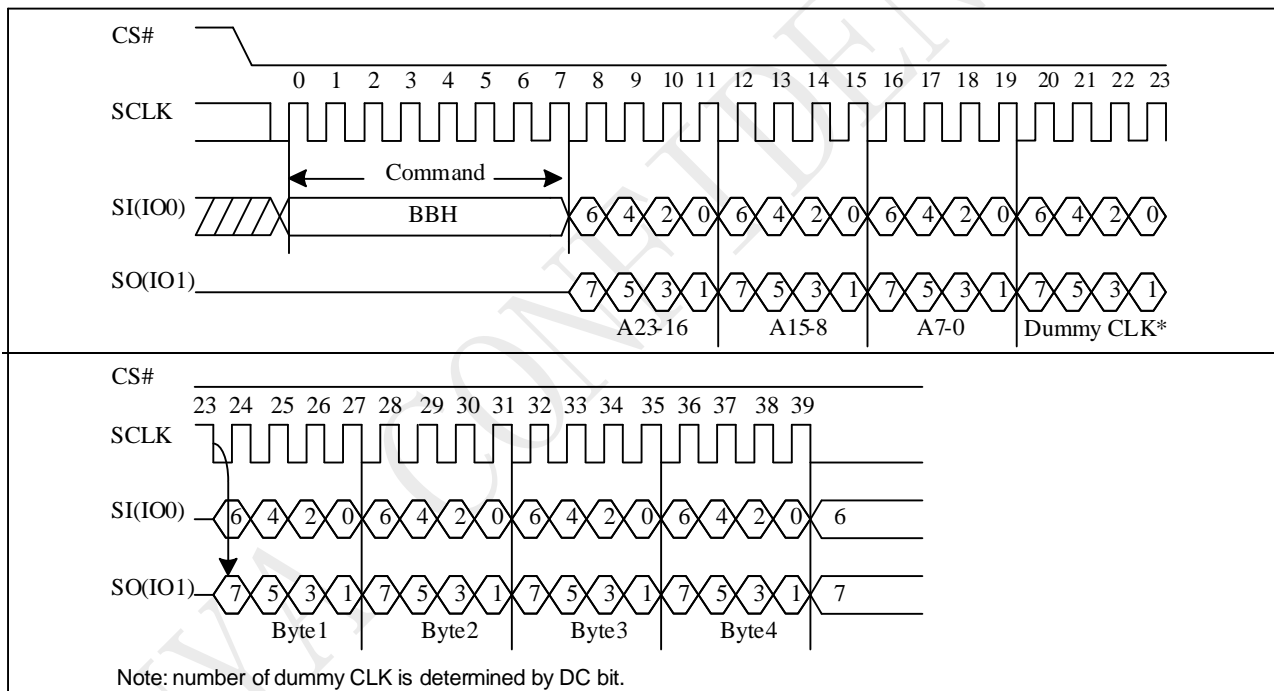 CS#
0 1 2 3 4 5 6 7 8 9 10 11 12 13 14 15 16 17 18 19 20 21 22 23
SCLK
Command
SI(IO0) BBH 6 4 2 0 6 4 2 0 6 4 2 0 6 4 2 0
SO(IO1) 7 5 3 1 7 5 3 1 7 5 3 1 7 5 3 1
A23-16 A15-8 A7-0 Dummy CLK*
CS#
23 24 25 26 27 28 29 30 31 32 33 34 35 36 37 38 39
SCLK
SI(IO0) 6 4 2 0 6 4 2 0 6 4 2 0 6 4 2 0 6
SO(IO1) 7 5 3 1 7 5 3 1 7 5 3 1 7 5 3 1 7
Byte1 Byte2 Byte3 Byte4
Note: number of dummy CLK is determined by DC bit.